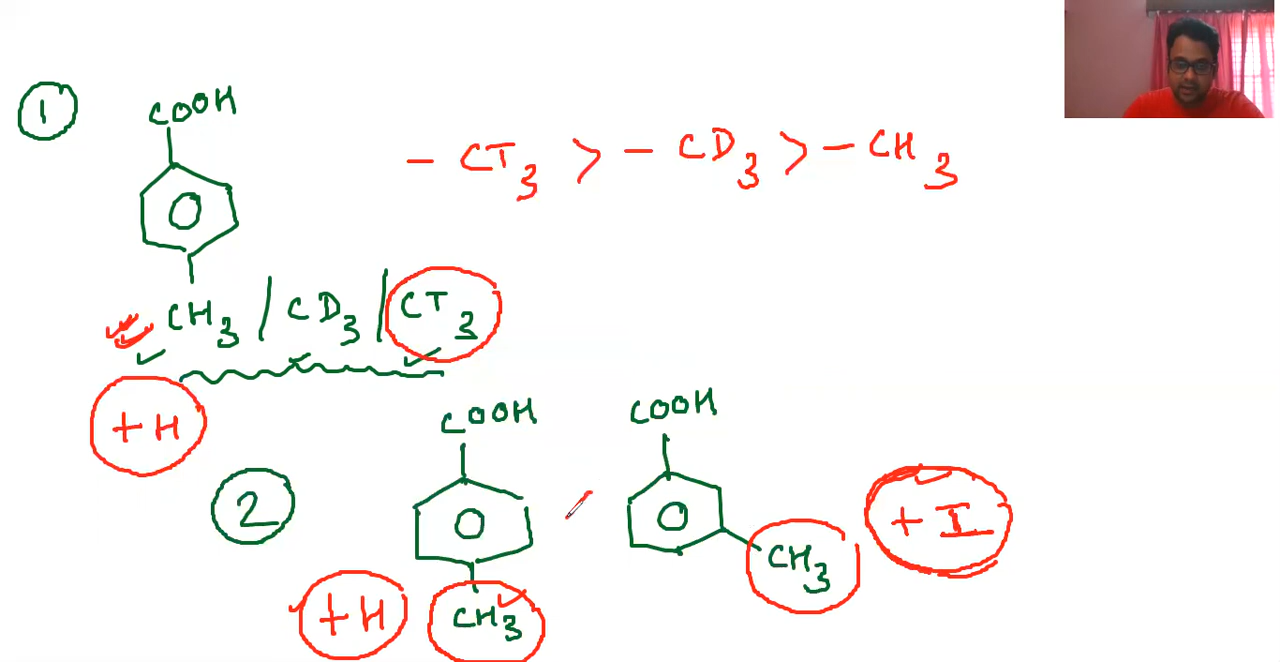 1
COOH
- CT3 > - CD3 > - CH3
CH3 / CD3 / CT3
+ H
2
COOH
COOH
+ I
CH3
+ H
CH3